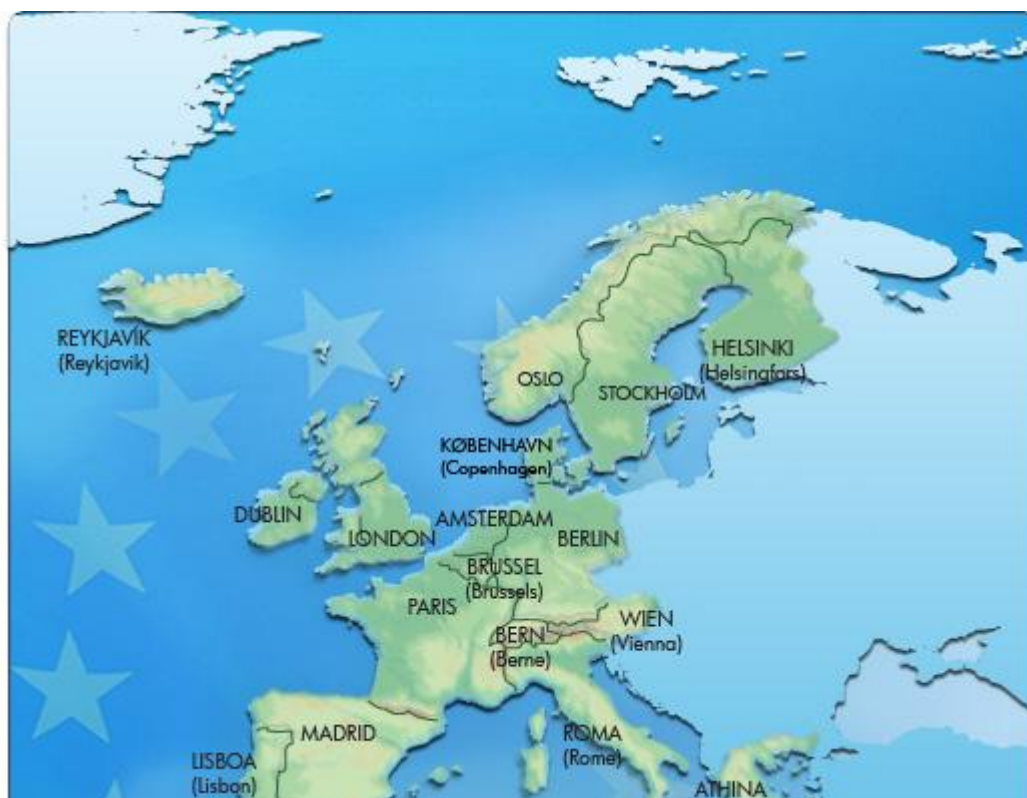 REYKJAVÍK
(Reykjavik)
HELSINKI
(Helsingfors)
OSLO
STOCKHOLM
KØBENHAVN
(Copenhagen)
DUBLIN
LONDON
AMSTERDAM
BERLIN
BRUSSEL
(Brussels)
PARIS
WIEN
(Vienna)
BERN
(Berne)
MADRID
ROMA
(Rome)
LISBOA
(Lisbon)
ATHINA